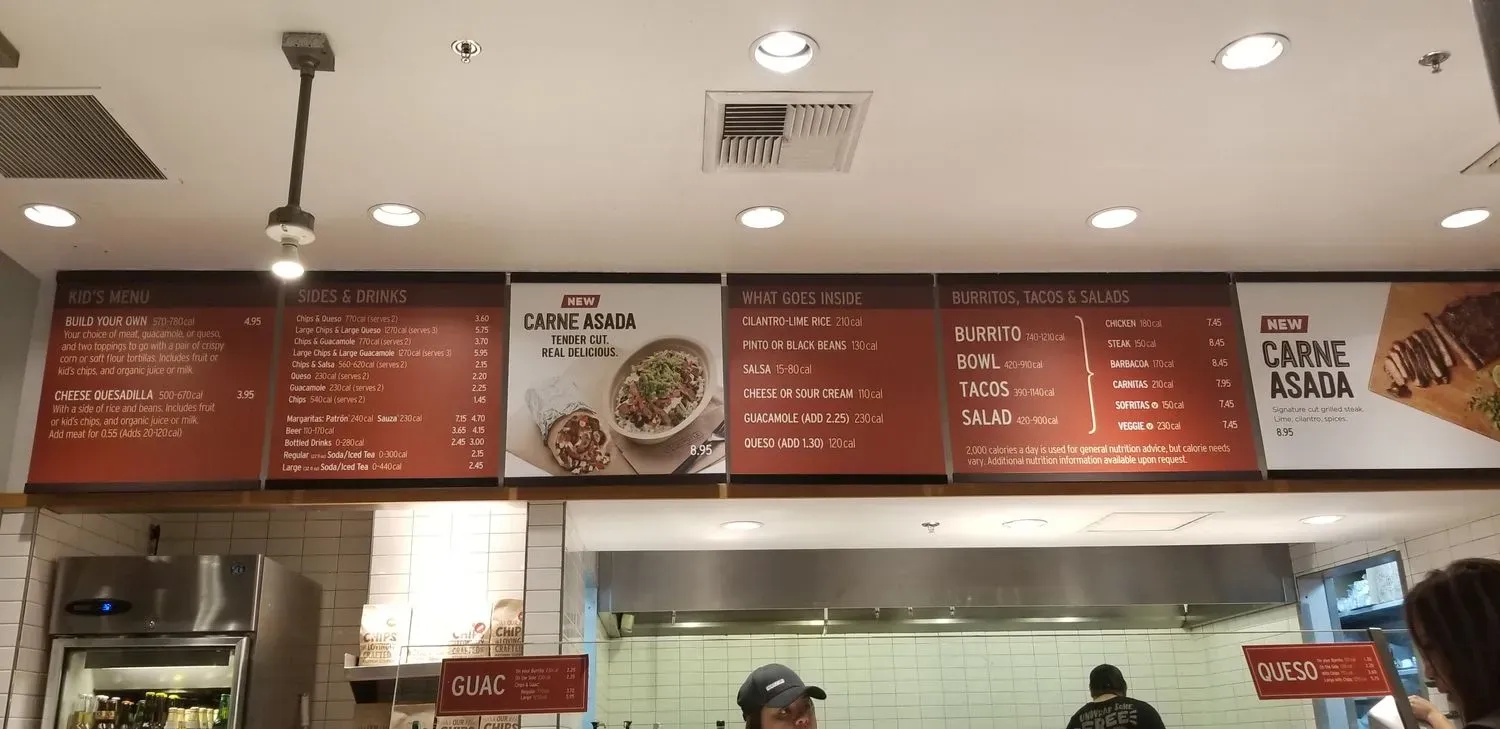 KID'S MENU
BUILD YOUR OWN 570-780cal 4.95
Your choice of meat, guacamole, or queso,
and two toppings to go with a pair of crispy
corn or soft flour tortillas. Includes fruit or
kid's chips, and organic juice or milk.
CHEESE QUESADILLA 500-670cal 3.95
With a side of rice and beans. Includes fruit
or kid's chips, and organic juice or milk.
Add meat for 0.55 (Adds 20-120cal)
SIDES & DRINKS
Chips & Queso 770cal (serves 2) 3.60
Large Chips & Large Queso 1270cal (serves 3) 5.75
Chips & Guacamole 770cal (serves 2) 3.70
Large Chips & Large Guacamole 1270cal (serves 3) 5.95
Chips & Salsa 560-620cal (serves 2) 2.15
Queso 230cal (serves 2) 2.20
Guacamole 230cal (serves 2) 2.25
Chips 540cal (serves 2) 1.45
Margaritas: Patrón 240cal Sauza 230cal 7.15 4.70
Beer 110-170cal 3.65 4.15
Bottled Drinks 0-280cal 2.45 3.00
Regular Soda/Iced Tea 0-300cal 2.15
Large Soda/Iced Tea 0-440cal 2.45
NEW
CARNE ASADA
TENDER CUT.
REAL DELICIOUS.
8.95
WHAT GOES INSIDE
CILANTRO-LIME RICE 210cal
PINTO OR BLACK BEANS 130cal
SALSA 15-80cal
CHEESE OR SOUR CREAM 110cal
GUACAMOLE (ADD 2.25) 230cal
QUESO (ADD 1.30) 120cal
BURRITOS, TACOS & SALADS
BURRITO 740-1210cal
BOWL 420-910cal
TACOS 390-1140cal
SALAD 420-900cal
CHICKEN 180cal 7.45
STEAK 150cal 8.45
BARBACOA 170cal 8.45
CARNITAS 210cal 7.95
SOFRITAS 150cal 7.45
VEGGIE 230cal 7.45
2,000 calories a day is used for general nutrition advice, but calorie needs
vary. Additional nutrition information available upon request.
NEW
CARNE
ASADA
Signature cut grilled steak.
Lime, cilantro, spices.
8.95
CHIPS
CHIP
GUAC
QUESO
CHIPS
UNWRAP SOME
FREE